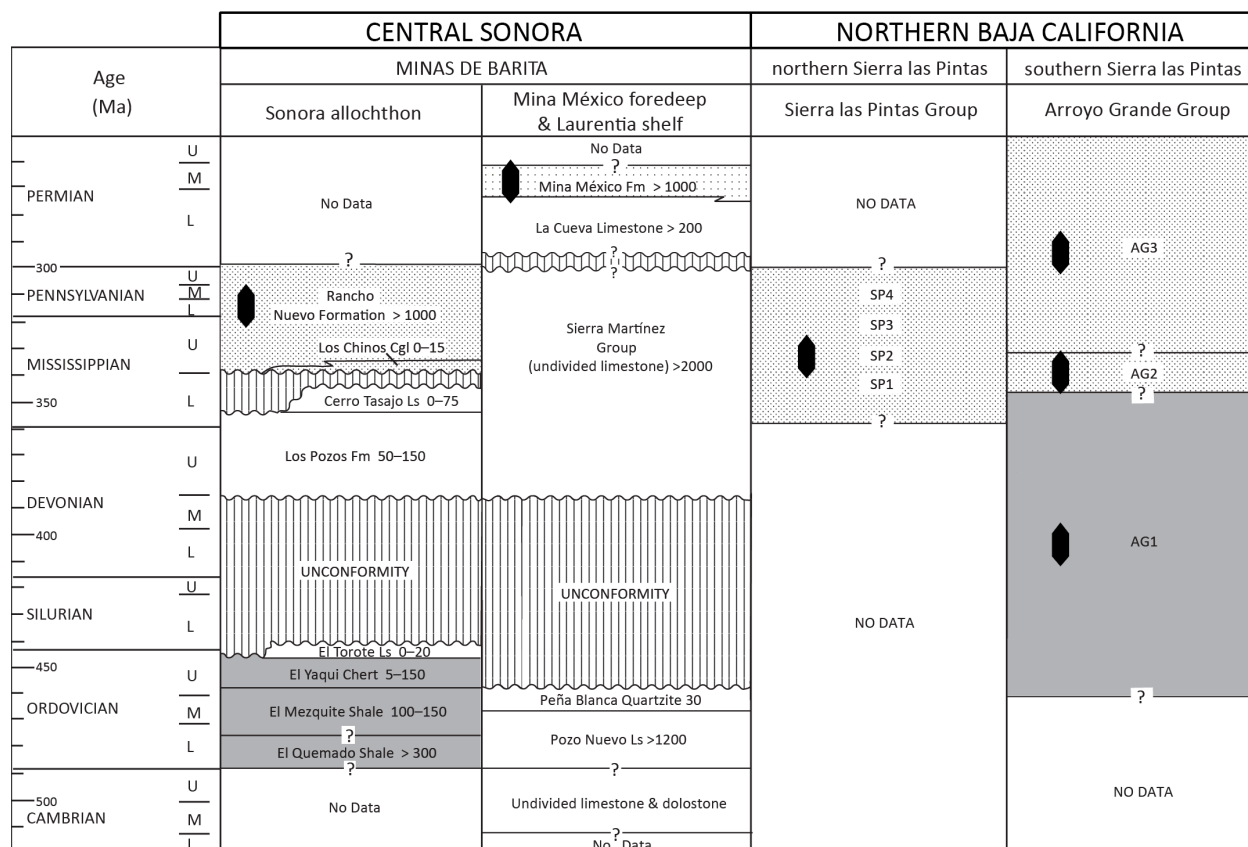 CENTRAL SONORA
NORTHERN BAJA CALIFORNIA
Age
(Ma)
MINAS DE BARITA
northern Sierra las Pintas
southern Sierra las Pintas
Sonora allochthon
Mina México foredeep
& Laurentia shelf
Sierra las Pintas Group
Arroyo Grande Group
PERMIAN
U
M
L
300
PENNSYLVANIAN
U
M
L
MISSISSIPPIAN
U
L
350
DEVONIAN
U
M
L
400
SILURIAN
U
L
450
ORDOVICIAN
U
M
L
500
CAMBRIAN
U
M
L
No Data
?
Rancho
Nuevo Formation > 1000
Los Chinos Cgl 0–15
Cerro Tasajo Ls 0–75
Los Pozos Fm 50–150
UNCONFORMITY
El Torote Ls 0–20
El Yaqui Chert 5–150
El Mezquite Shale 100–150
?
El Quemado Shale > 300
?
No Data
No Data
?
Mina México Fm > 1000
La Cueva Limestone > 200
?
?
?
Sierra Martínez
Group
(undivided limestone) >2000
UNCONFORMITY
Peña Blanca Quartzite 30
Pozo Nuevo Ls >1200
?
Undivided limestone & dolostone
?
No Data
NO DATA
?
SP4
SP3
SP2
SP1
?
NO DATA
AG3
?
AG2
?
AG1
?
NO DATA